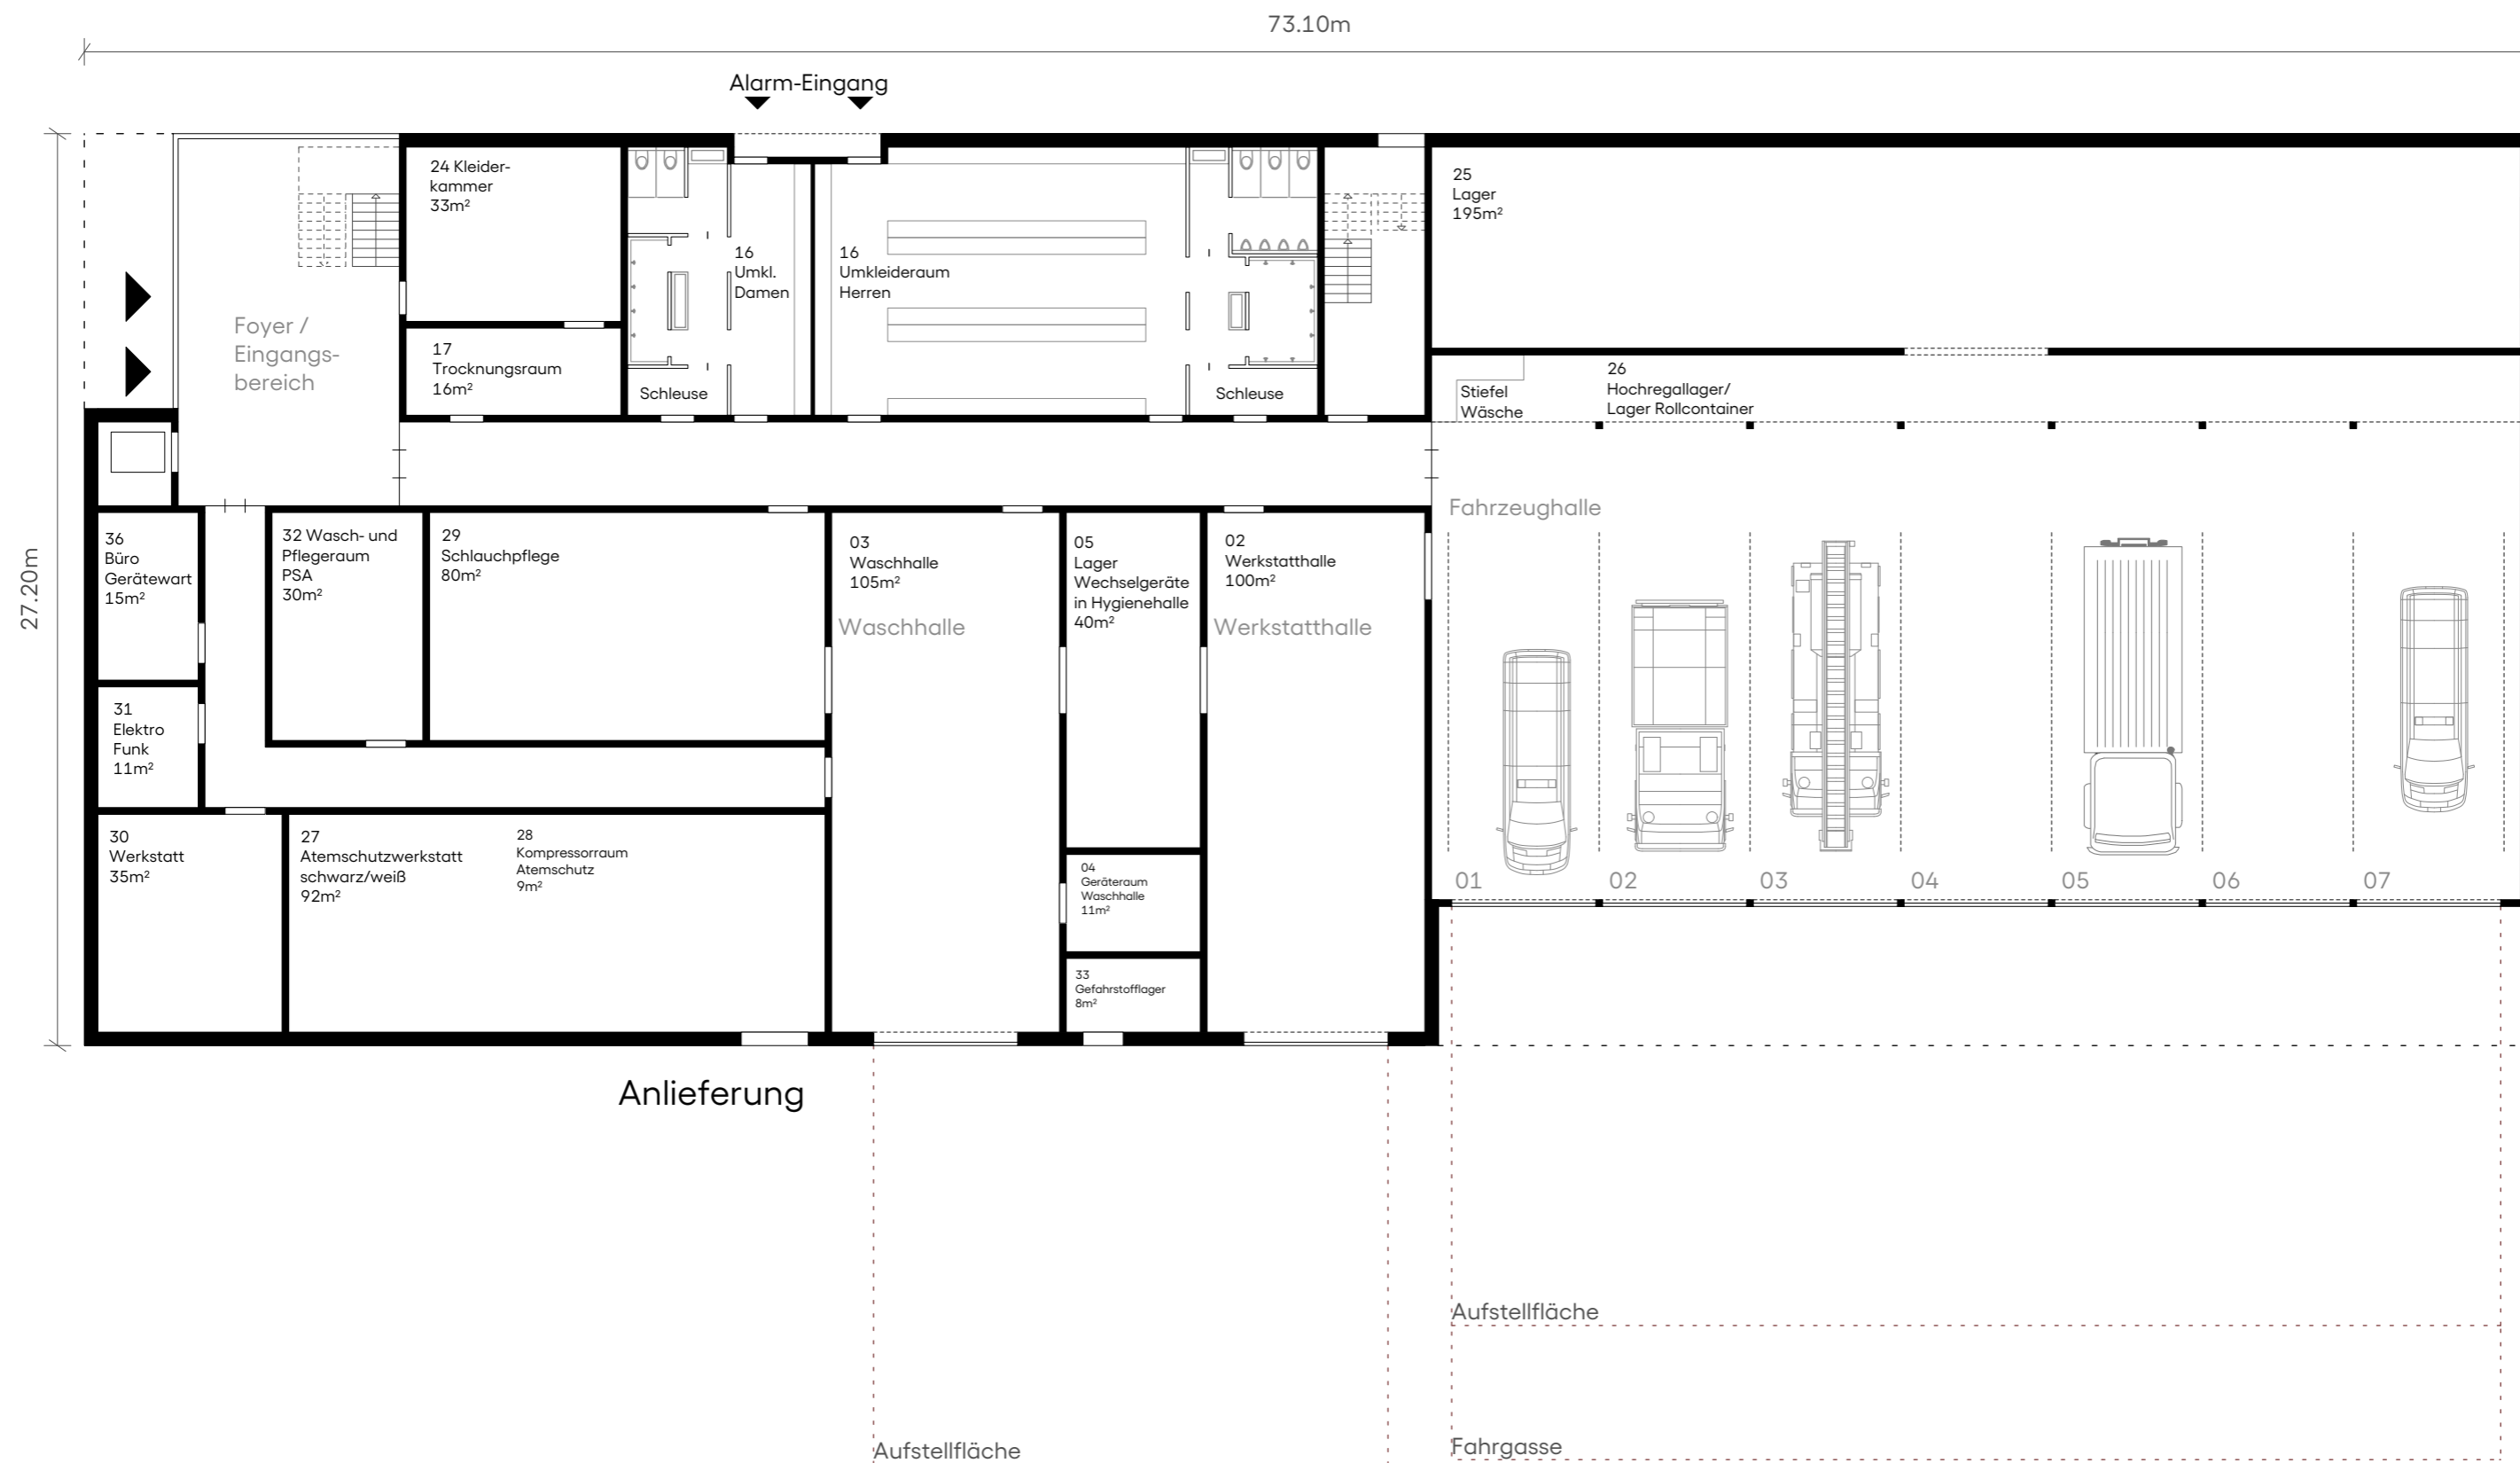 73.10m
Alarm-Eingang
27.20m
24 Kleider-
kammer
33m²
17
Trocknungsraum
16m²
Foyer /
Eingangs-
bereich
16
Umkl.
Damen
Schleuse
16
Umkleideraum
Herren
Schleuse
25
Lager
195m²
Stiefel
Wäsche
26
Hochregallager/
Lager Rollcontainer
Fahrzeughalle
36
Büro
Gerätewart
15m²
32 Wasch- und
Pflegeraum
PSA
30m²
29
Schlauchpflege
80m²
03
Waschhalle
105m²
Waschhalle
05
Lager
Wechselgeräte
in Hygienehalle
40m²
02
Werkstatthalle
100m²
Werkstatthalle
31
Elektro
Funk
11m²
30
Werkstatt
35m²
27
Atemschutzwerkstatt
schwarz/weiß
92m²
28
Kompressorraum
Atemschutz
9m²
04
Geräteraum
Waschhalle
11m²
33
Gefahrstofflager
8m²
01
02
03
04
05
06
07
Anlieferung
Aufstellfläche
Aufstellfläche
Fahrgasse